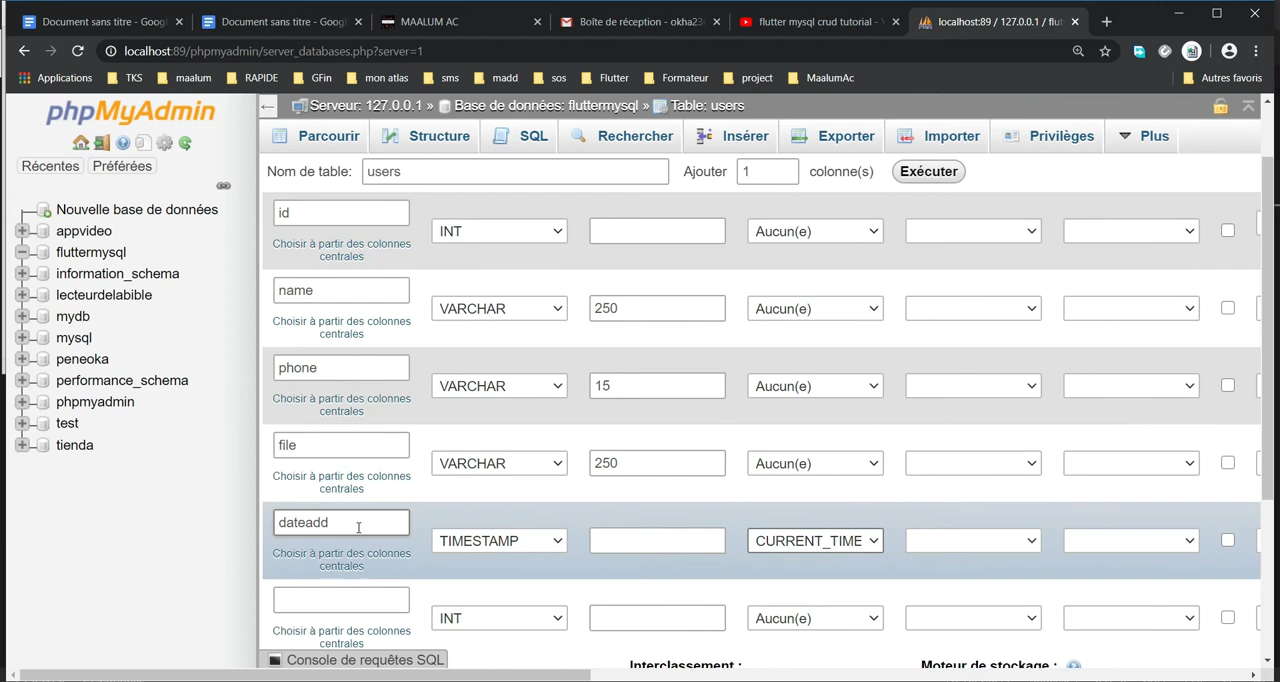 Document sans titre - Googl
Document sans titre - Googl
MAALUM AC
Boîte de réception - okha23
flutter mysql crud tutorial -
localhost:89 / 127.0.0.1 / flut
localhost:89/phpmyadmin/server_databases.php?server=1
Applications TKS maalum RAPIDE GFin mon atlas sms madd sos Flutter Formateur project MaalumAc Autres favoris
phpMyAdmin
Récentes Préférées
Nouvelle base de données
appvideo
fluttermysql
information_schema
lecteurdelabible
mydb
mysql
peneoka
performance_schema
phpmyadmin
test
tienda
Serveur: 127.0.0.1 » Base de données: fluttermysql » Table: users
Parcourir Structure SQL Rechercher Insérer Exporter Importer Privilèges Plus
Nom de table: users Ajouter 1 colonne(s) Exécuter
id INT Aucun(e)
Choisir à partir des colonnes
centrales
name VARCHAR 250 Aucun(e)
Choisir à partir des colonnes
centrales
phone VARCHAR 15 Aucun(e)
Choisir à partir des colonnes
centrales
file VARCHAR 250 Aucun(e)
Choisir à partir des colonnes
centrales
dateadd TIMESTAMP CURRENT_TIME
Choisir à partir des colonnes
centrales
INT Aucun(e)
Choisir à partir des colonnes
centrales
Console de requêtes SQL
Interclassement : Moteur de stockage :